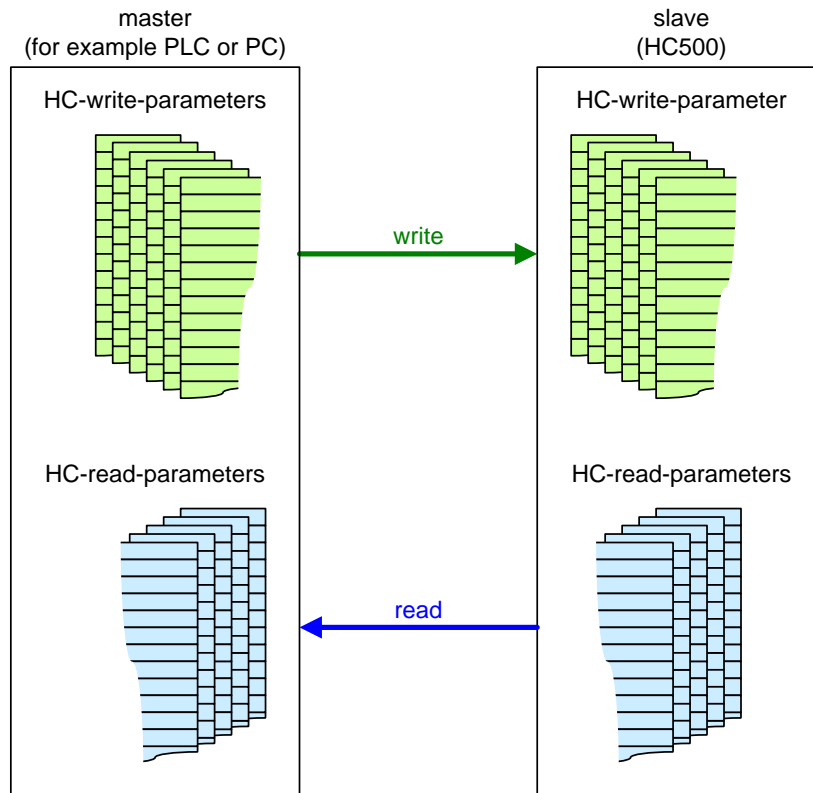 master
(for example PLC or PC)
slave
(HC500)
HC-write-parameters
HC-write-parameter
write
HC-read-parameters
HC-read-parameters
read